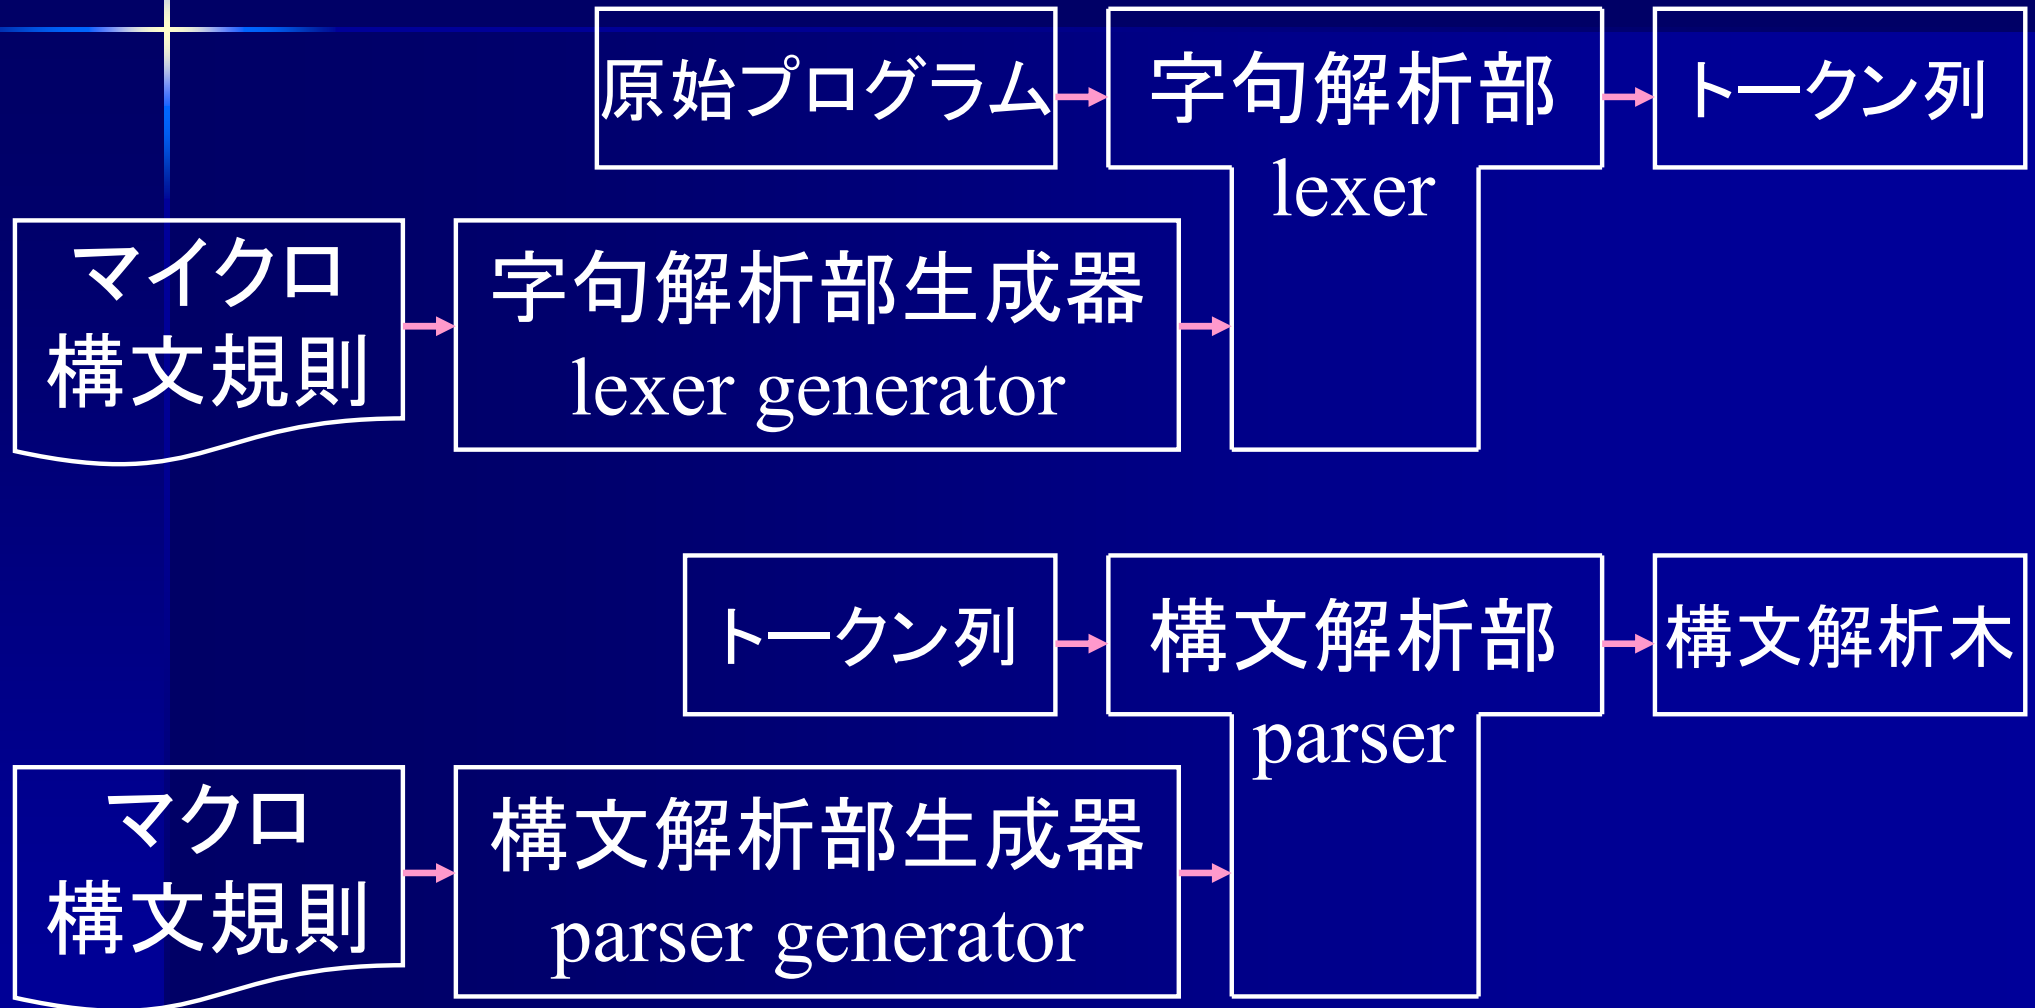 原始プログラム
字句解析部
lexer
トークン列
マイクロ
構文規則
字句解析部生成器
lexer generator
トークン列
構文解析部
parser
構文解析木
マクロ
構文規則
構文解析部生成器
parser generator